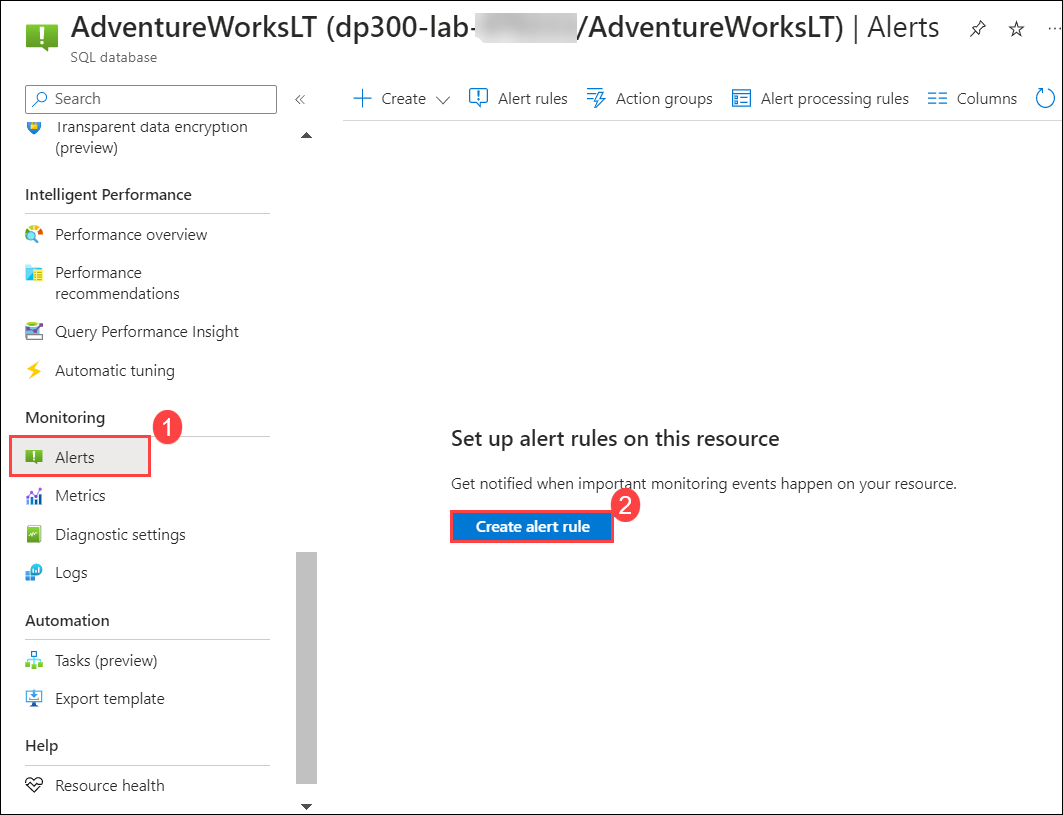 AdventureWorksLT (dp300-lab-/AdventureWorksLT) | Alerts
SQL database
Search
Create
Alert rules
Action groups
Alert processing rules
Columns
Transparent data encryption
(preview)
Intelligent Performance
Performance overview
Performance
recommendations
Query Performance Insight
Automatic tuning
Monitoring
1
Alerts
Metrics
Diagnostic settings
Logs
Automation
Tasks (preview)
Export template
Help
Resource health
Set up alert rules on this resource
Get notified when important monitoring events happen on your resource.
2
Create alert rule